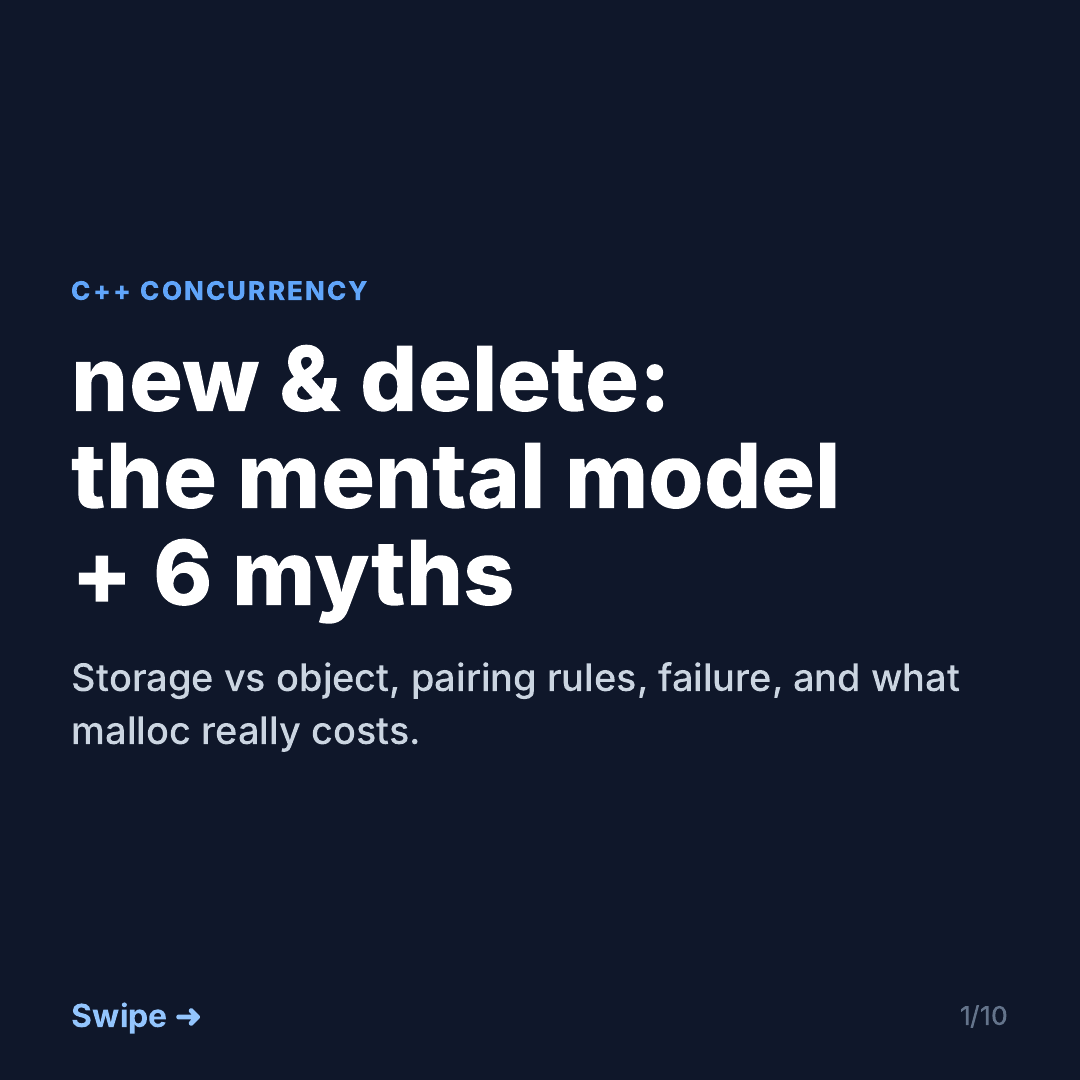 C++ CONCURRENCY
new & delete:
the mental model
+ 6 myths
Storage vs object, pairing rules, failure, and what
malloc really costs.
Swipe ➜
1/10